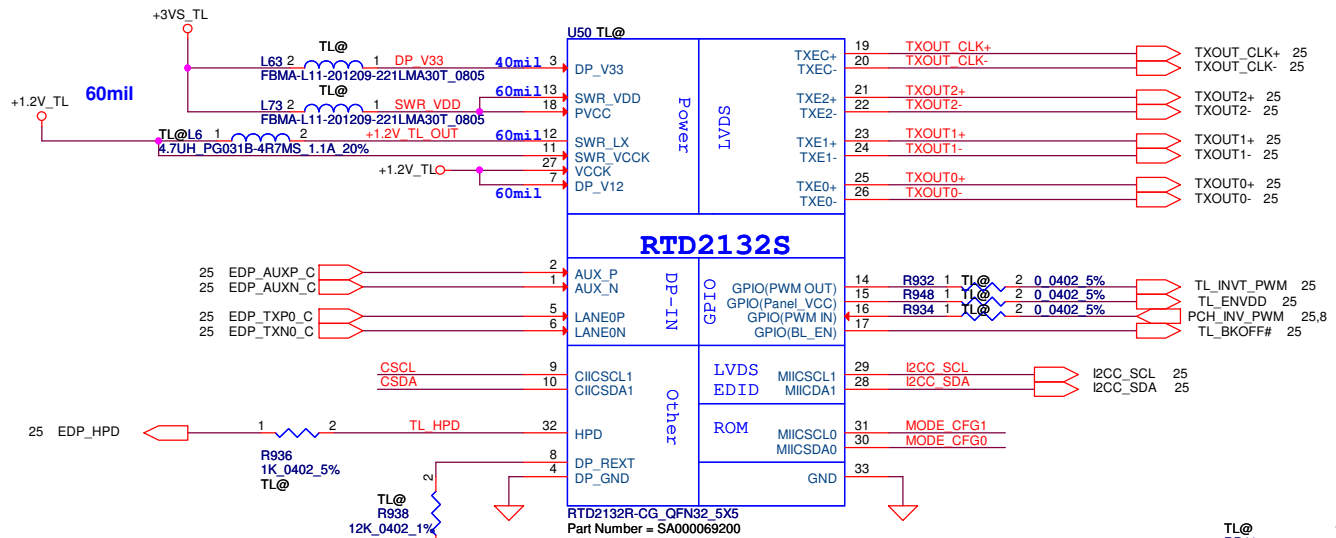 +3VS_TL
U50 TL@
TL@
L63 2 1 DP_V33 40mil 3 DP_V33
FBMA-L11-201209-221LMA30T_0805
TXEC+ 19 TXOUT_CLK+ TXOUT_CLK+ 25
TXEC- 20 TXOUT_CLK- TXOUT_CLK- 25
+1.2V_TL
60mil
TL@
60mil 13 SWR_VDD
L73 2 1 SWR_VDD 18 PVCC
FBMA-L11-201209-221LMA30T_0805
Power
LVDS
TXE2+ 21 TXOUT2+ TXOUT2+ 25
TXE2- 22 TXOUT2- TXOUT2- 25
TL@L6 1 2 +1.2V_TL_OUT 60mil 12 SWR_LX
4.7UH_PG031B-4R7MS_1.1A_20% 11 SWR_VCCK
TXE1+ 23 TXOUT1+ TXOUT1+ 25
TXE1- 24 TXOUT1- TXOUT1- 25
+1.2V_TL 27 VCCK
7 DP_V12
60mil
TXE0+ 25 TXOUT0+ TXOUT0+ 25
TXE0- 26 TXOUT0- TXOUT0- 25
RTD2132S
25 EDP_AUXP_C 2 AUX_P
25 EDP_AUXN_C 1 AUX_N
25 EDP_TXP0_C 5 LANE0P
25 EDP_TXN0_C 6 LANE0N
DP-IN
GPIO
GPIO(PWM OUT) 14 R932 1 TL@ 2 0_0402_5% TL_INVT_PWM 25
GPIO(Panel_VCC) 15 R948 1 TL@ 2 0_0402_5% TL_ENVDD 25
GPIO(PWM IN) 16 R934 1 TL@ 2 0_0402_5% PCH_INV_PWM 25,8
GPIO(BL_EN) 17 TL_BKOFF# 25
CSCL 9 CIICSCL1
CSDA 10 CIICSDA1
Other
LVDS
EDID
MIICSCL1 29 I2CC_SCL I2CC_SCL 25
MIICDA1 28 I2CC_SDA I2CC_SDA 25
25 EDP_HPD 1 2 TL_HPD 32 HPD
R936
1K_0402_5%
TL@
ROM
MIICSCL0 31 MODE_CFG1
MIICSDA0 30 MODE_CFG0
8 DP_REXT
4 DP_GND
GND 33
2
TL@
R938
12K_0402_1%
RTD2132R-CG_QFN32_5X5
Part Number = SA000069200
TL@